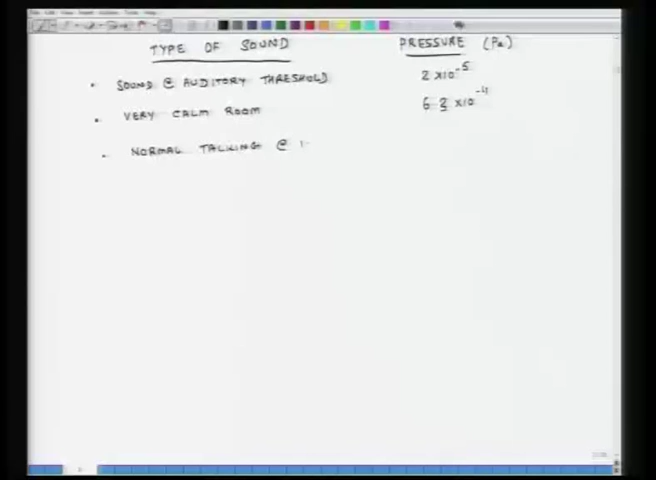 TYPE OF SOUND PRESSURE (Pa)
• SOUND @ AUDITORY THRESHOLD 2 x10^-5
• VERY CALM ROOM 6.3 x10^-4
• NORMAL TALKING @ 1